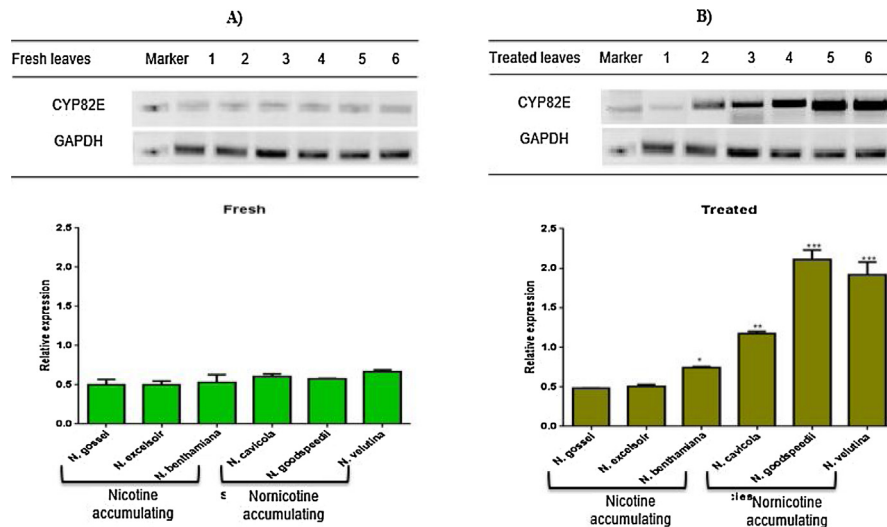 A)
Fresh leaves Marker 1 2 3 4 5 6
CYP82E
GAPDH
Fresh
Relative expression
2.5
2.0
1.5
1.0
0.5
0.0
N. gossei
N. excelsoir
N. benthamiana
N. cavicola
N. goodspeedii
N. velutina
Nicotine
accumulating
s
Nornicotine
accumulating
B)
Treated leaves Marker 1 2 3 4 5 6
CYP82E
GAPDH
Treated
Relative expression
2.5
2.0
1.5
1.0
0.5
0.0
*
**
***
***
N. gossei
N. excelsoir
N. benthamiana
N. cavicola
N. goodspeedii
N. velutina
Nicotine
accumulating
:ies
Nornicotine
accumulating